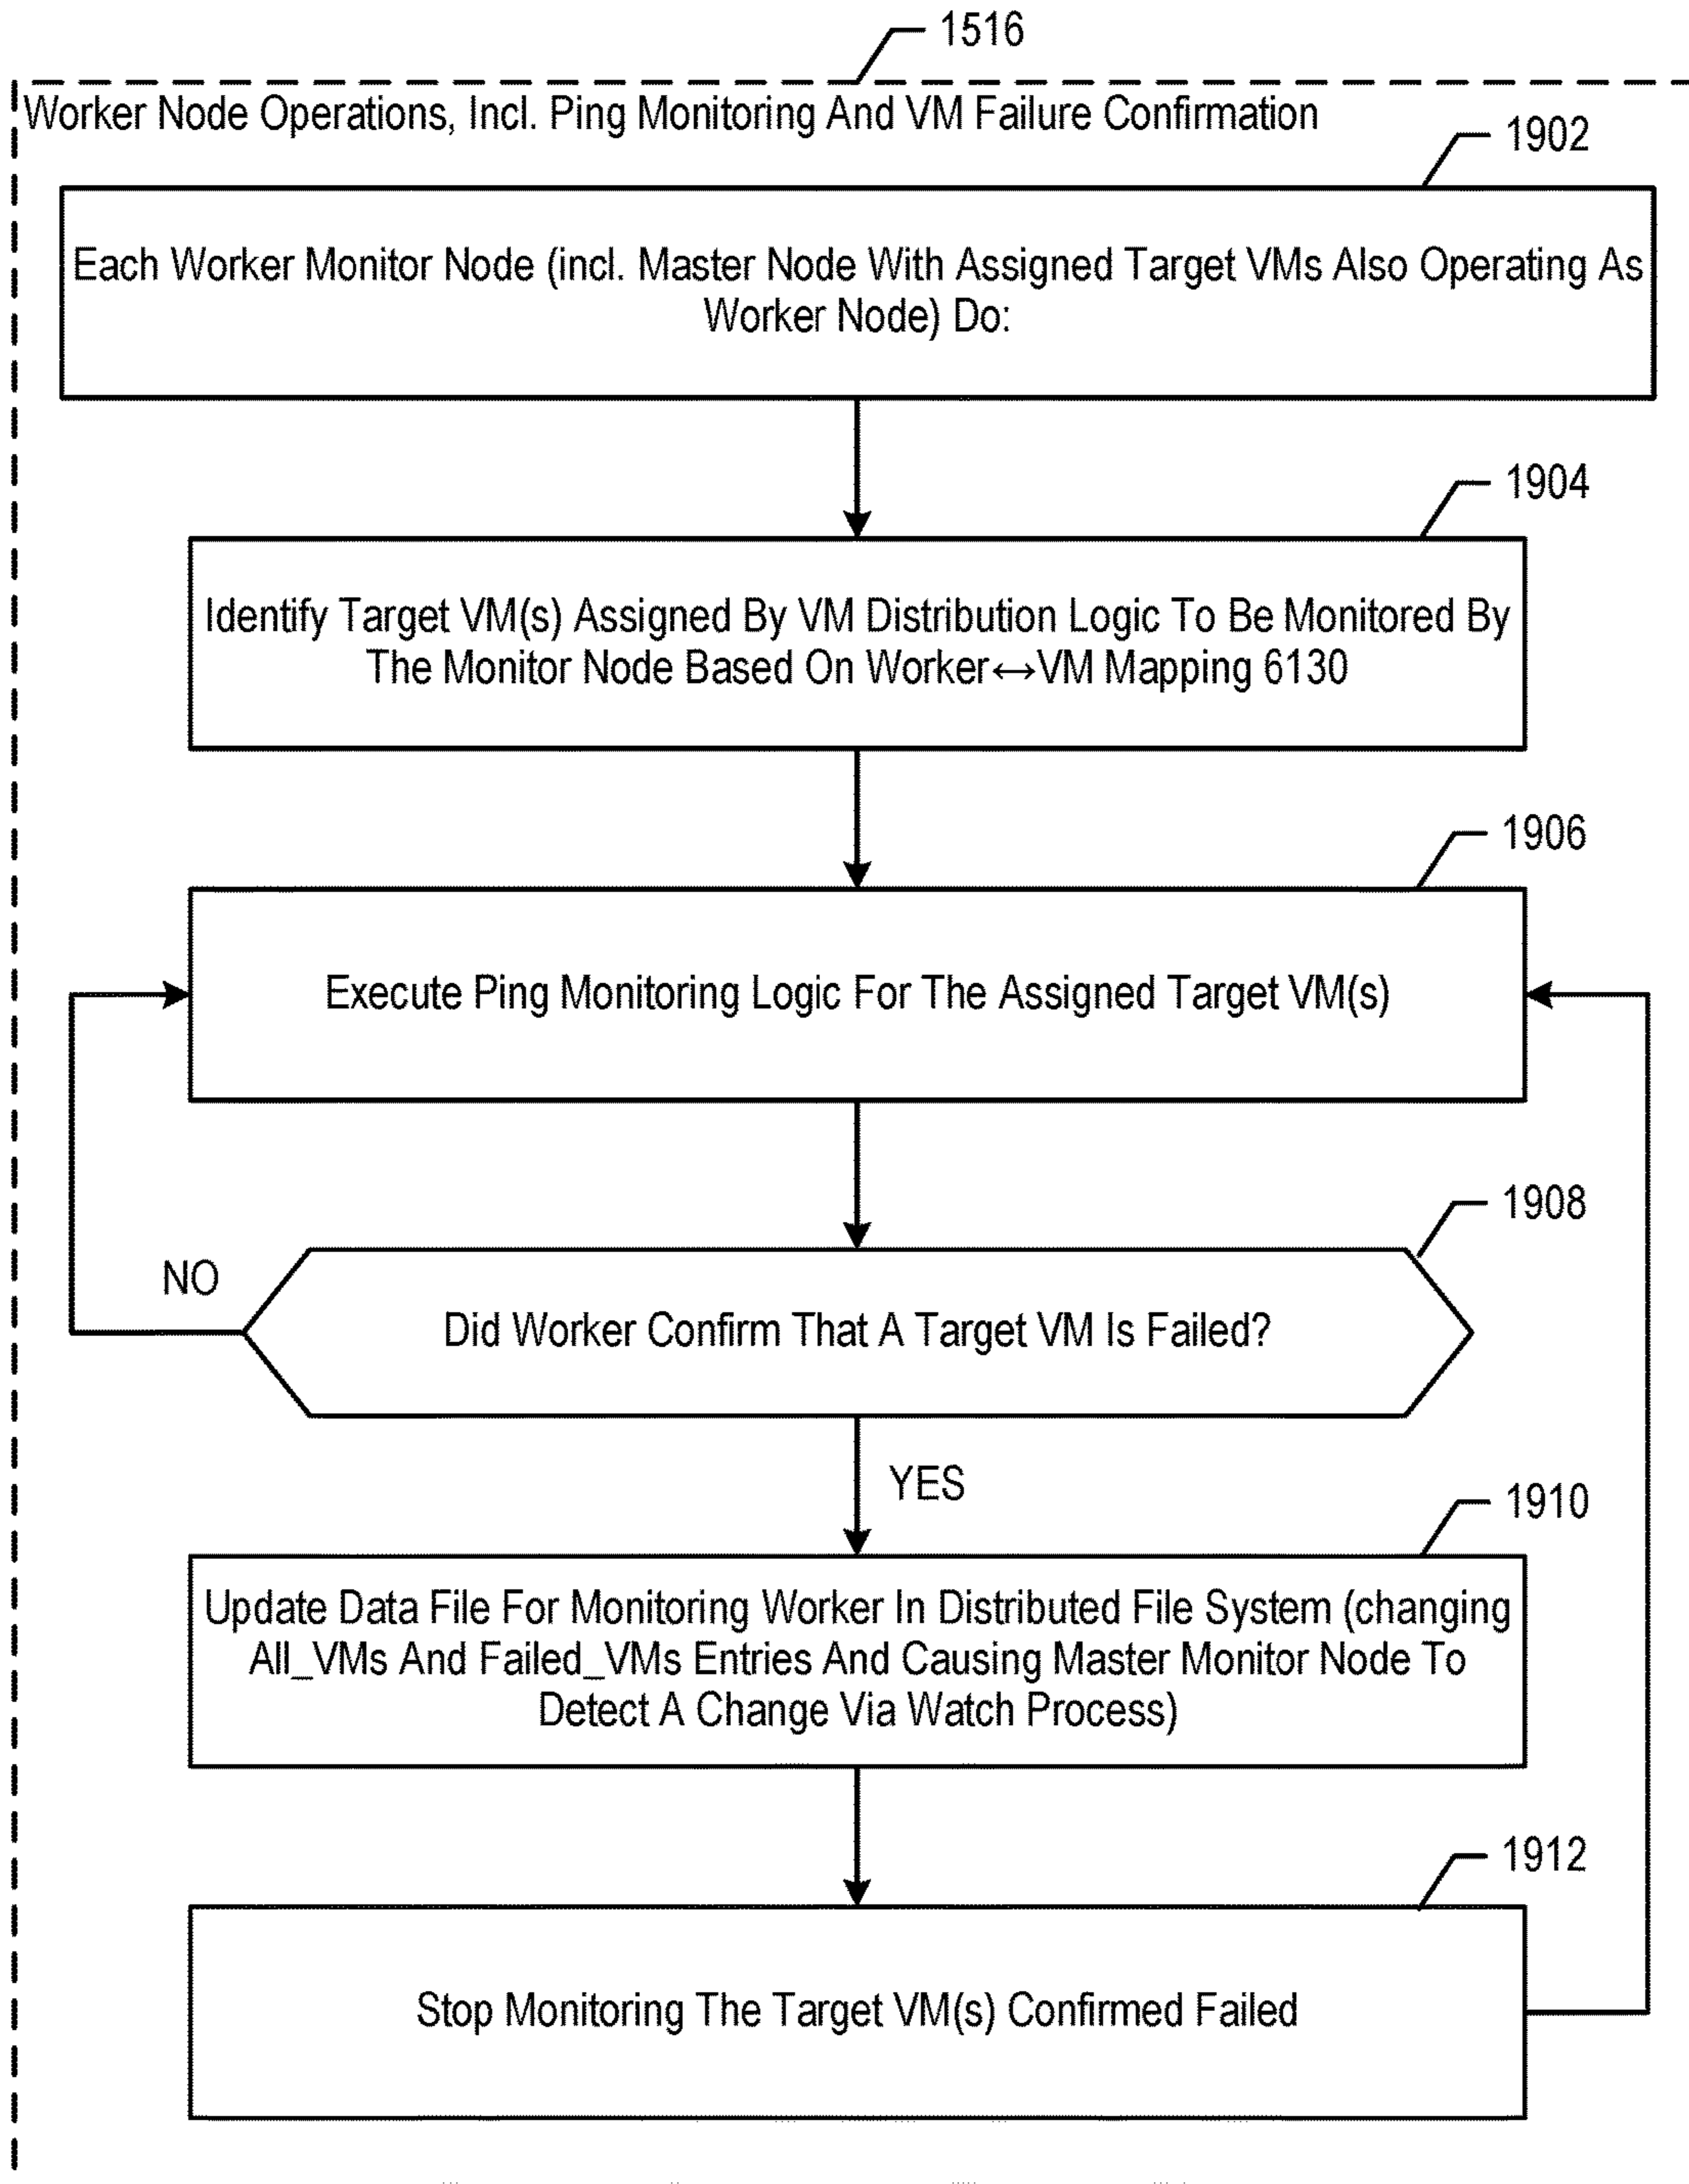 1516
Worker Node Operations, Incl. Ping Monitoring And VM Failure Confirmation
1902
Each Worker Monitor Node (incl. Master Node With Assigned Target VMs Also Operating As
Worker Node) Do:
1904
Identify Target VM(s) Assigned By VM Distribution Logic To Be Monitored By
The Monitor Node Based On Worker↔VM Mapping 6130
1906
Execute Ping Monitoring Logic For The Assigned Target VM(s)
1908
NO
Did Worker Confirm That A Target VM Is Failed?
YES
1910
Update Data File For Monitoring Worker In Distributed File System (changing
All_VMs And Failed_VMs Entries And Causing Master Monitor Node To
Detect A Change Via Watch Process)
1912
Stop Monitoring The Target VM(s) Confirmed Failed